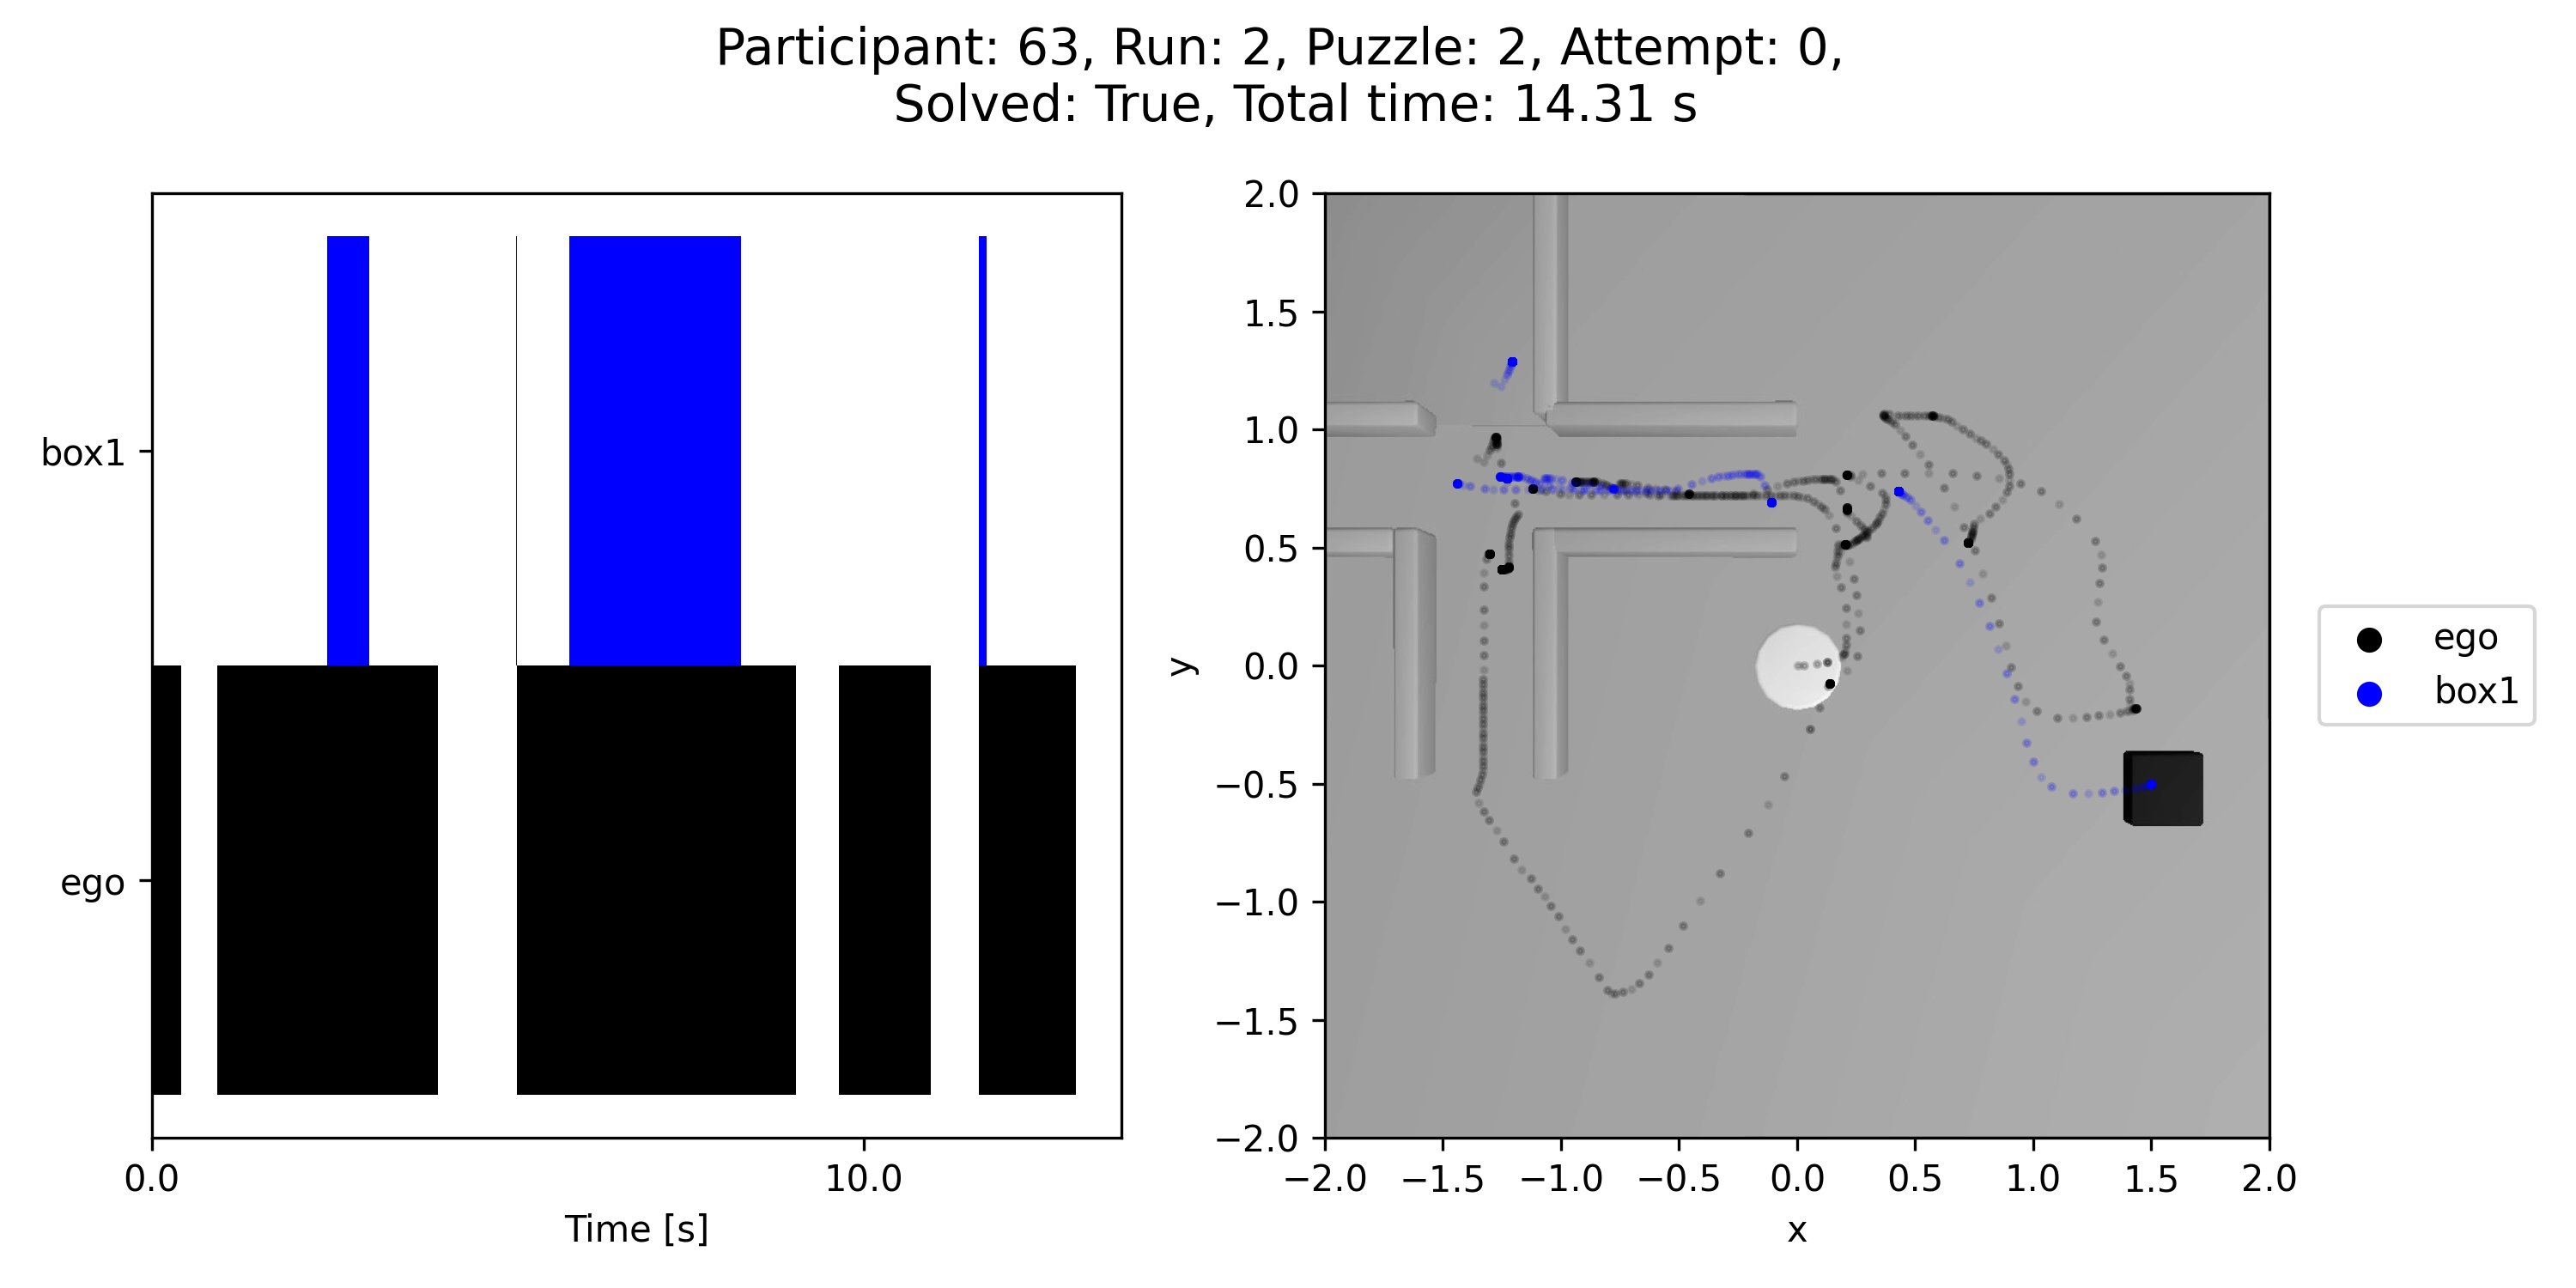 Participant: 63, Run: 2, Puzzle: 2, Attempt: 0,
Solved: True, Total time: 14.31 s
box1
ego
0.0
10.0
Time [s]
2.0
1.5
1.0
0.5
0.0
−0.5
−1.0
−1.5
−2.0
y
−2.0
−1.5
−1.0
−0.5
0.0
0.5
1.0
1.5
2.0
x
ego
box1